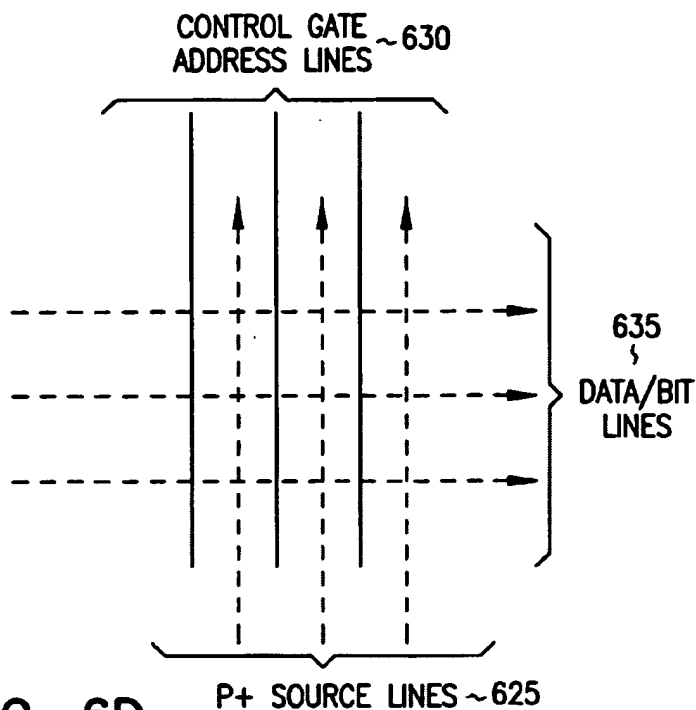 CONTROL GATE
ADDRESS LINES ~630
635
DATA/BIT
LINES
P+ SOURCE LINES ~625